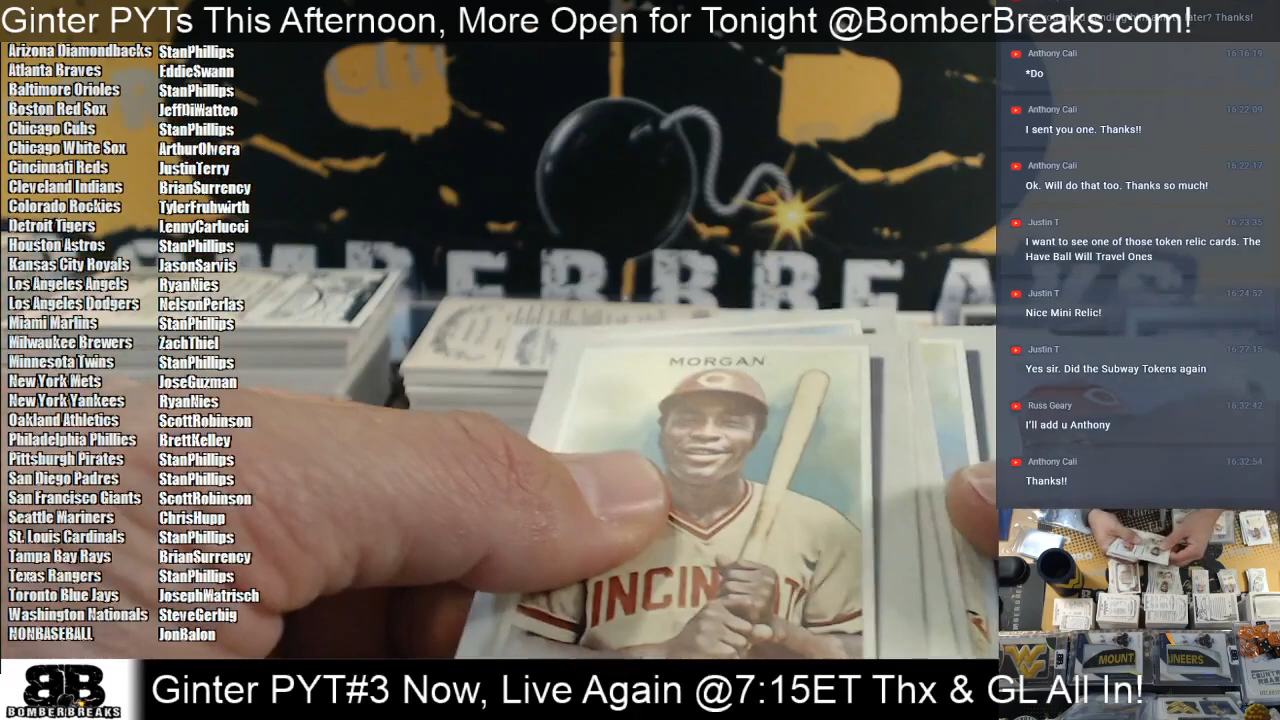 Ginter PYTs This Afternoon, More Open for Tonight @BomberBreaks.com!
Arizona Diamondbacks StanPhillips
Atlanta Braves EddieSwann
Baltimore Orioles StanPhillips
Boston Red Sox JeffDiMatteo
Chicago Cubs StanPhillips
Chicago White Sox ArthurOlvera
Cincinnati Reds JustinTerry
Cleveland Indians BrianSurrency
Colorado Rockies TylerFruhwirth
Detroit Tigers LennyCarlucci
Houston Astros StanPhillips
Kansas City Royals JasonSarvis
Los Angeles Angels RyanNies
Los Angeles Dodgers NelsonPerlas
Miami Marlins StanPhillips
Milwaukee Brewers ZachThiel
Minnesota Twins StanPhillips
New York Mets JoseGuzman
New York Yankees RyanNies
Oakland Athletics ScottRobinson
Philadelphia Phillies BrettKelley
Pittsburgh Pirates StanPhillips
San Diego Padres StanPhillips
San Francisco Giants ScottRobinson
Seattle Mariners ChrisHupp
St. Louis Cardinals StanPhillips
Tampa Bay Rays BrianSurrency
Texas Rangers StanPhillips
Toronto Blue Jays JosephMatrisch
Washington Nationals SteveGerhig
NONBASEBALL JonBalon
MORGAN
CINCINNATI
later? Thanks!
Anthony Cali 16:16:19
*Do
Anthony Cali 16:22:09
I sent you one. Thanks!!
Anthony Cali 16:22:17
Ok. Will do that too. Thanks so much!
Justin T 16:23:35
I want to see one of those token relic cards. The
Have Ball Will Travel Ones
Justin T 16:24:52
Nice Mini Relic!
Justin T 16:27:15
Yes sir. Did the Subway Tokens again
Russ Geary 16:32:42
I'll add u Anthony
Anthony Cali 16:32:54
Thanks!!
MOUNT UNEERS
BB
BOMBERBREAKS
Ginter PYT#3 Now, Live Again @7:15ET Thx & GL All In!